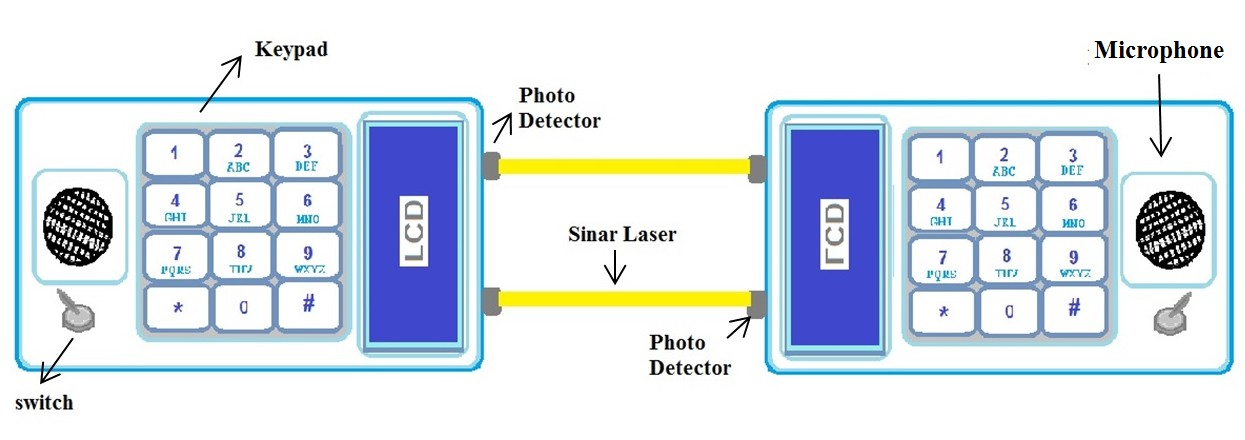 Keypad
Microphone
Photo
Detector
1 2 3
ABC DEF
4 5 6
GHI JKL MNO
7 8 9
PQRS TUV WXYZ
* 0 #
LCD
Sinar Laser
Photo
Detector
LCD
1 2 3
ABC DEF
4 5 6
GHI JKL MNO
7 8 9
PQRS TUV WXYZ
* 0 #
switch